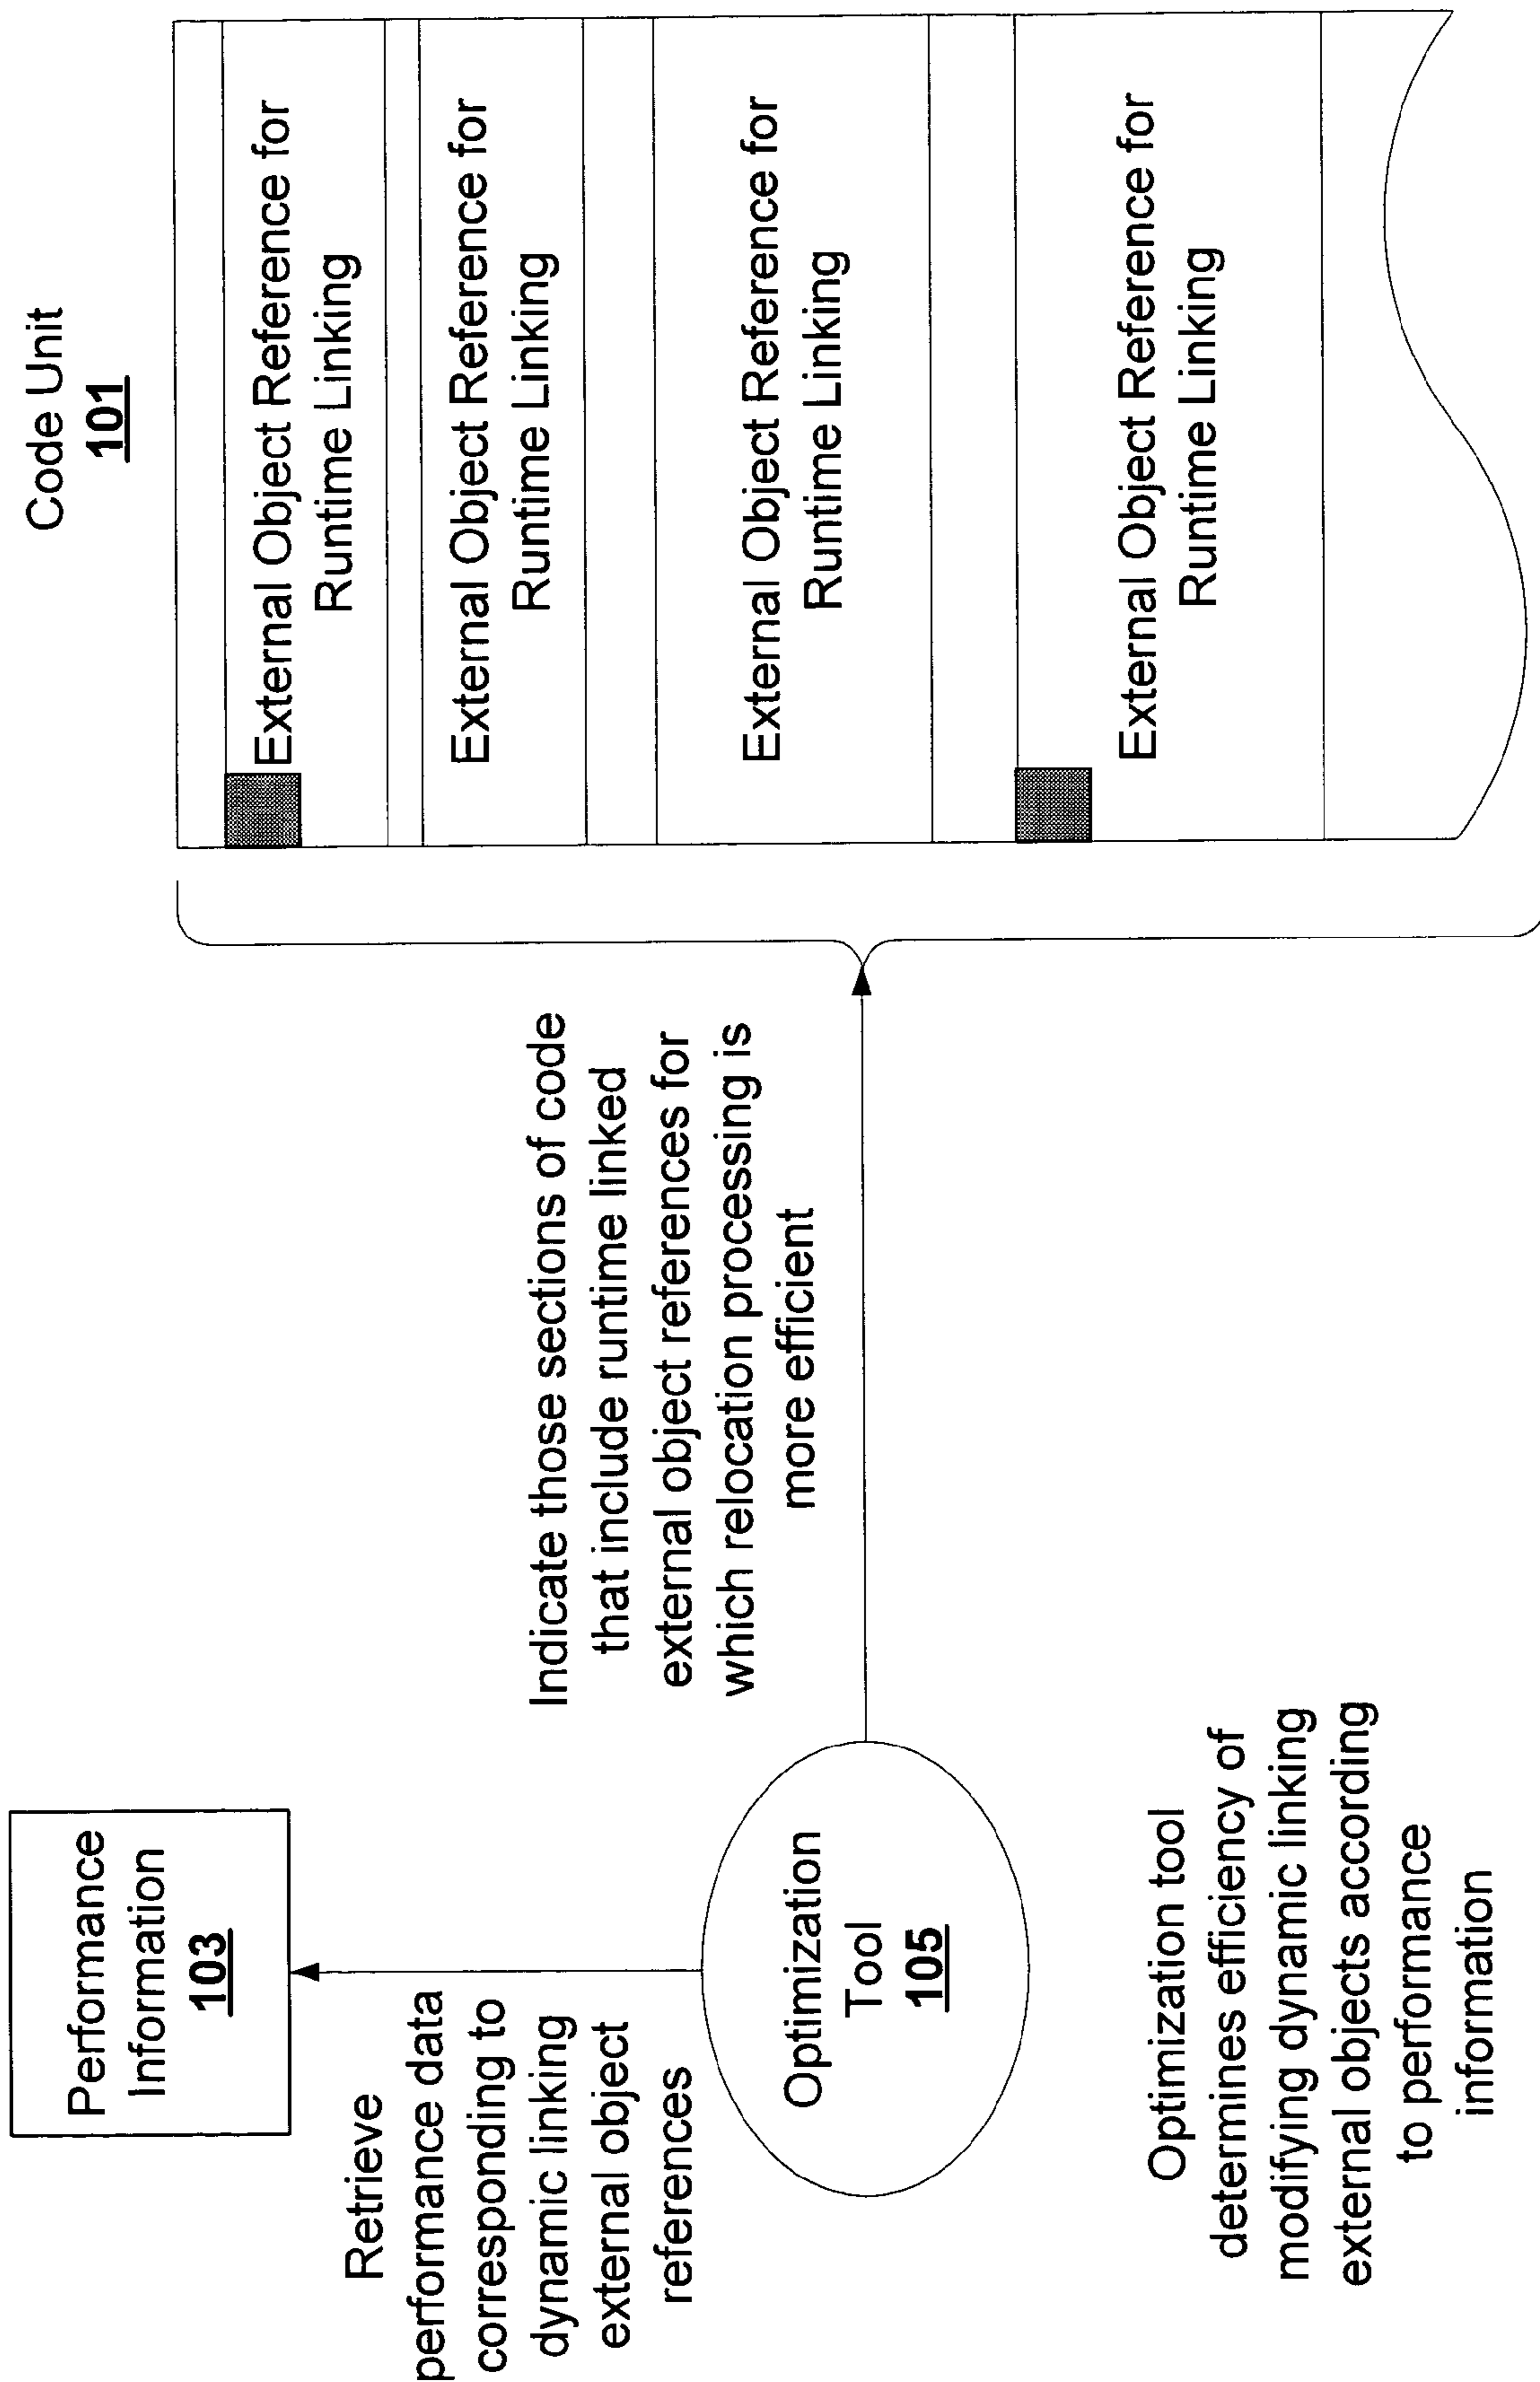 Performance
Information
103
Retrieve
performance data
corresponding to
dynamic linking
external object
references
Optimization
Tool
105
Optimization tool
determines efficiency of
modifying dynamic linking
external objects according
to performance
information
Indicate those sections of code
that include runtime linked
external object references for
which relocation processing is
more efficient
Code Unit
101
External Object Reference for
Runtime Linking
External Object Reference for
Runtime Linking
External Object Reference for
Runtime Linking
External Object Reference for
Runtime Linking